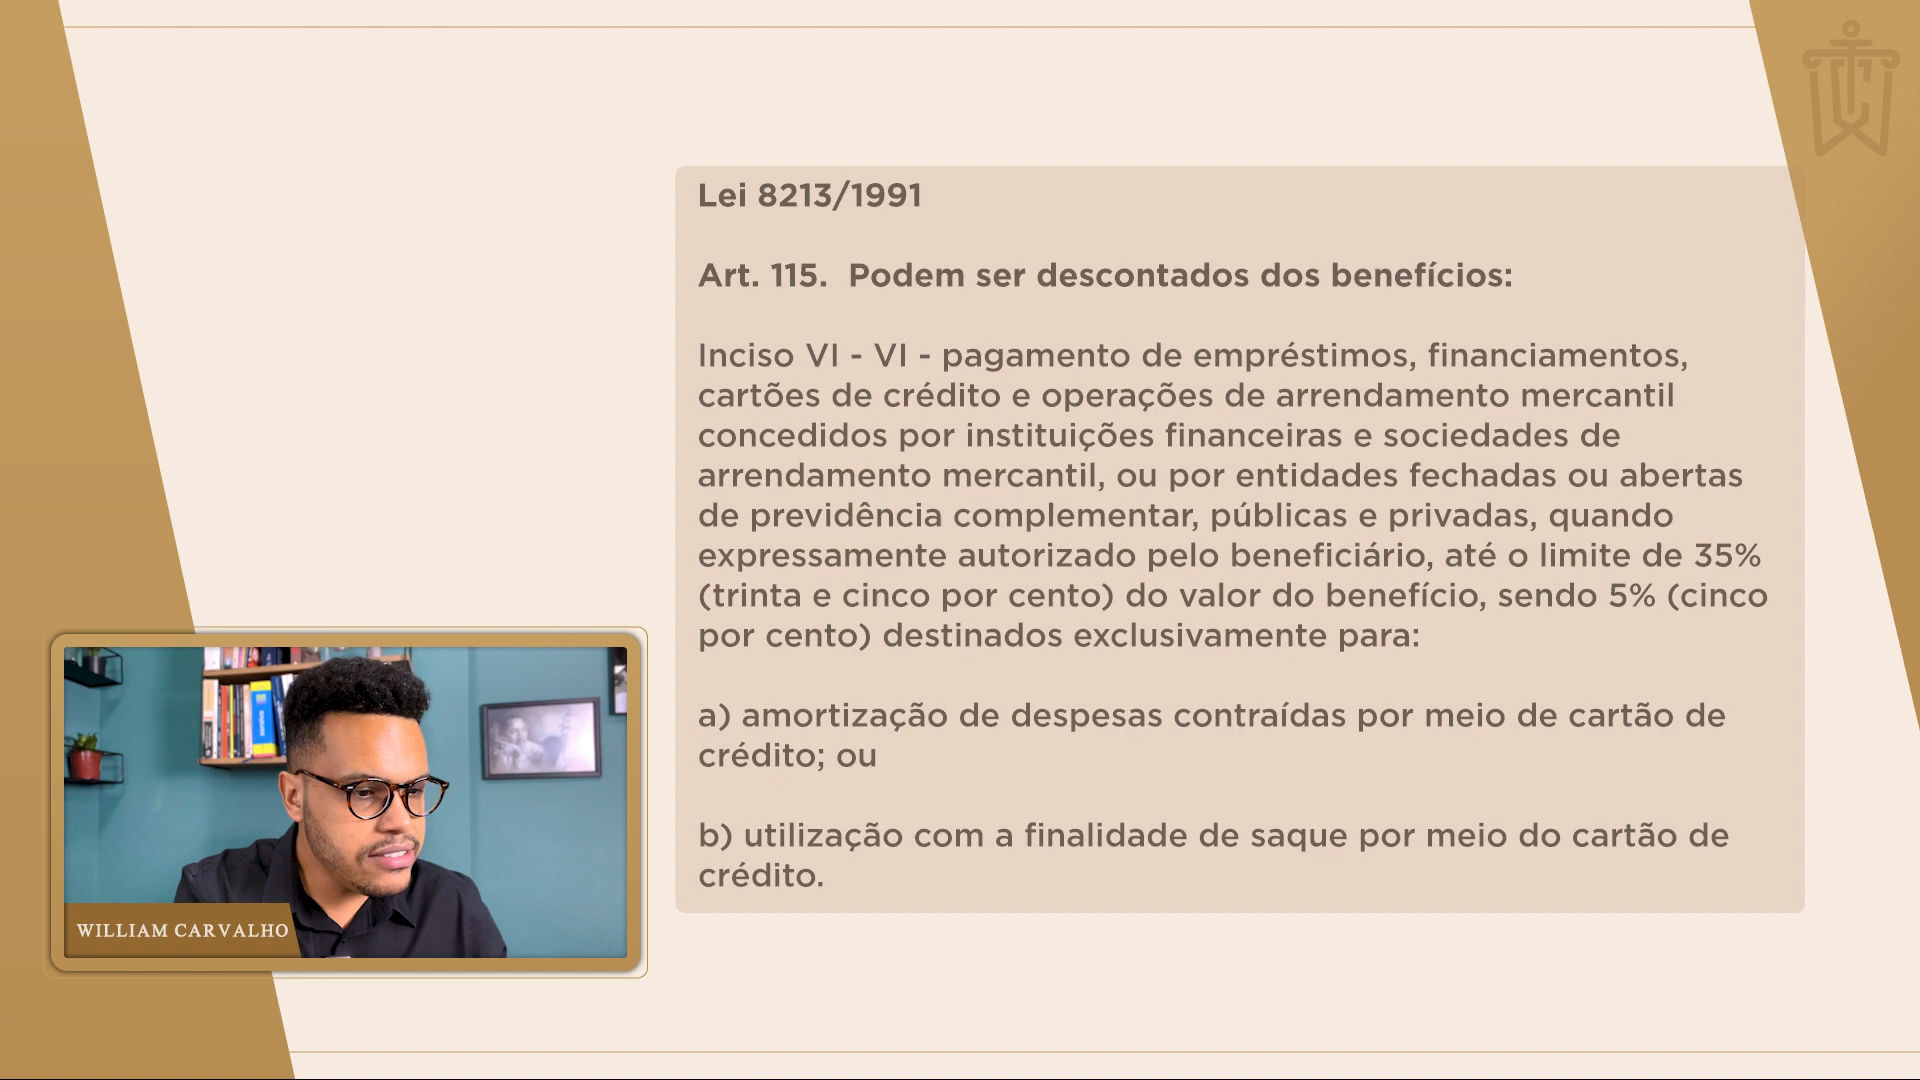 Lei 8213/1991
Art. 115. Podem ser descontados dos benefícios:
Inciso VI - VI - pagamento de empréstimos, financiamentos,
cartões de crédito e operações de arrendamento mercantil
concedidos por instituições financeiras e sociedades de
arrendamento mercantil, ou por entidades fechadas ou abertas
de previdência complementar, públicas e privadas, quando
expressamente autorizado pelo beneficiário, até o limite de 35%
(trinta e cinco por cento) do valor do benefício, sendo 5% (cinco
por cento) destinados exclusivamente para:
a) amortização de despesas contraídas por meio de cartão de
crédito; ou
b) utilização com a finalidade de saque por meio do cartão de
crédito.
WILLIAM CARVALHO